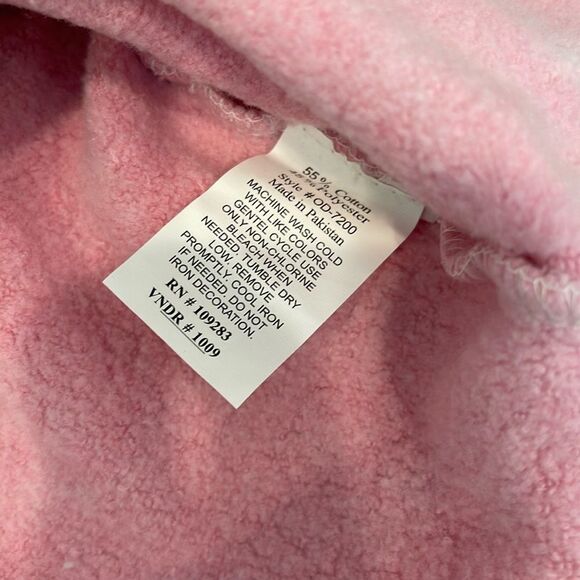 55% Cotton
45% Polyester
Style # OD-7200
Made in Pakistan
MACHINE WASH COLD
WITH LIKE COLORS
GENTELCYCLE USE
ONLY NON-CHLORINE
BLEACH WHEN
NEEDED, TUMBLE DRY
LOW, REMOVE
PROMPTLY, COOL IRON
IF NEEDED, DO NOT
IRON DECORATION.
RN # 109283
VNDR # 1009